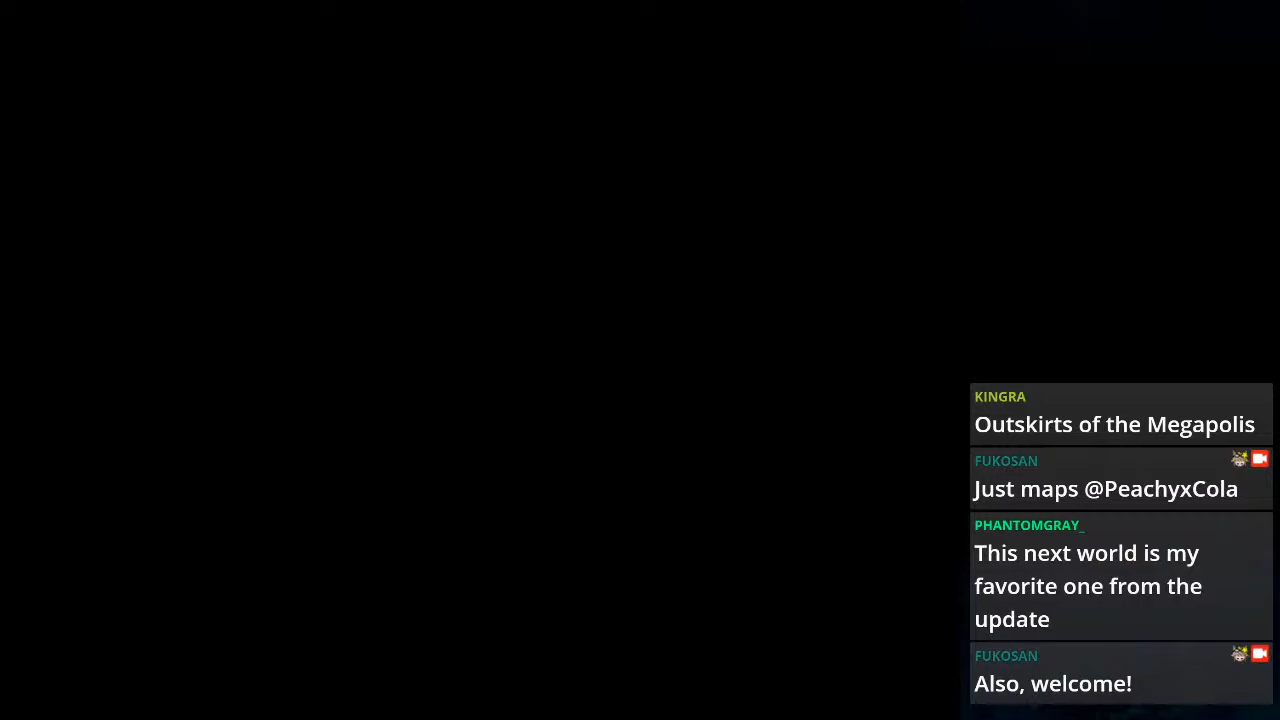 KINGRA
Outskirts of the Megapolis
FUKOSAN
Just maps @PeachyxCola
PHANTOMGRAY_
This next world is my
favorite one from the
update
FUKOSAN
Also, welcome!